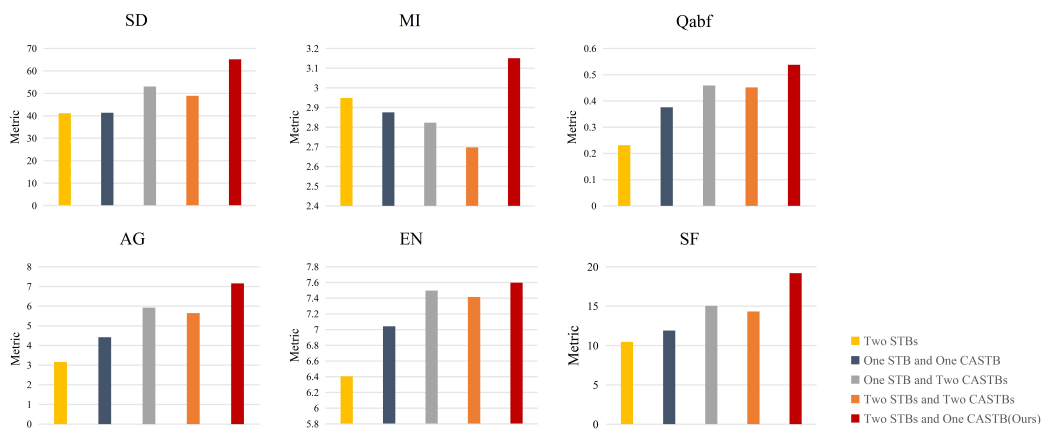 SD
MI
Qabf
70
60
50
40
30
20
10
0
Metric
3.2
3.1
3
2.9
2.8
2.7
2.6
2.5
2.4
Metric
0.6
0.5
0.4
0.3
0.2
0.1
0
Metric
AG
EN
SF
8
7
6
5
4
3
2
1
0
Metric
7.8
7.6
7.4
7.2
7
6.8
6.6
6.4
6.2
6
5.8
Metric
20
15
10
5
0
Metric
Two STBs
One STB and One CASTB
One STB and Two CASTBs
Two STBs and Two CASTBs
Two STBs and One CASTB(Ours)